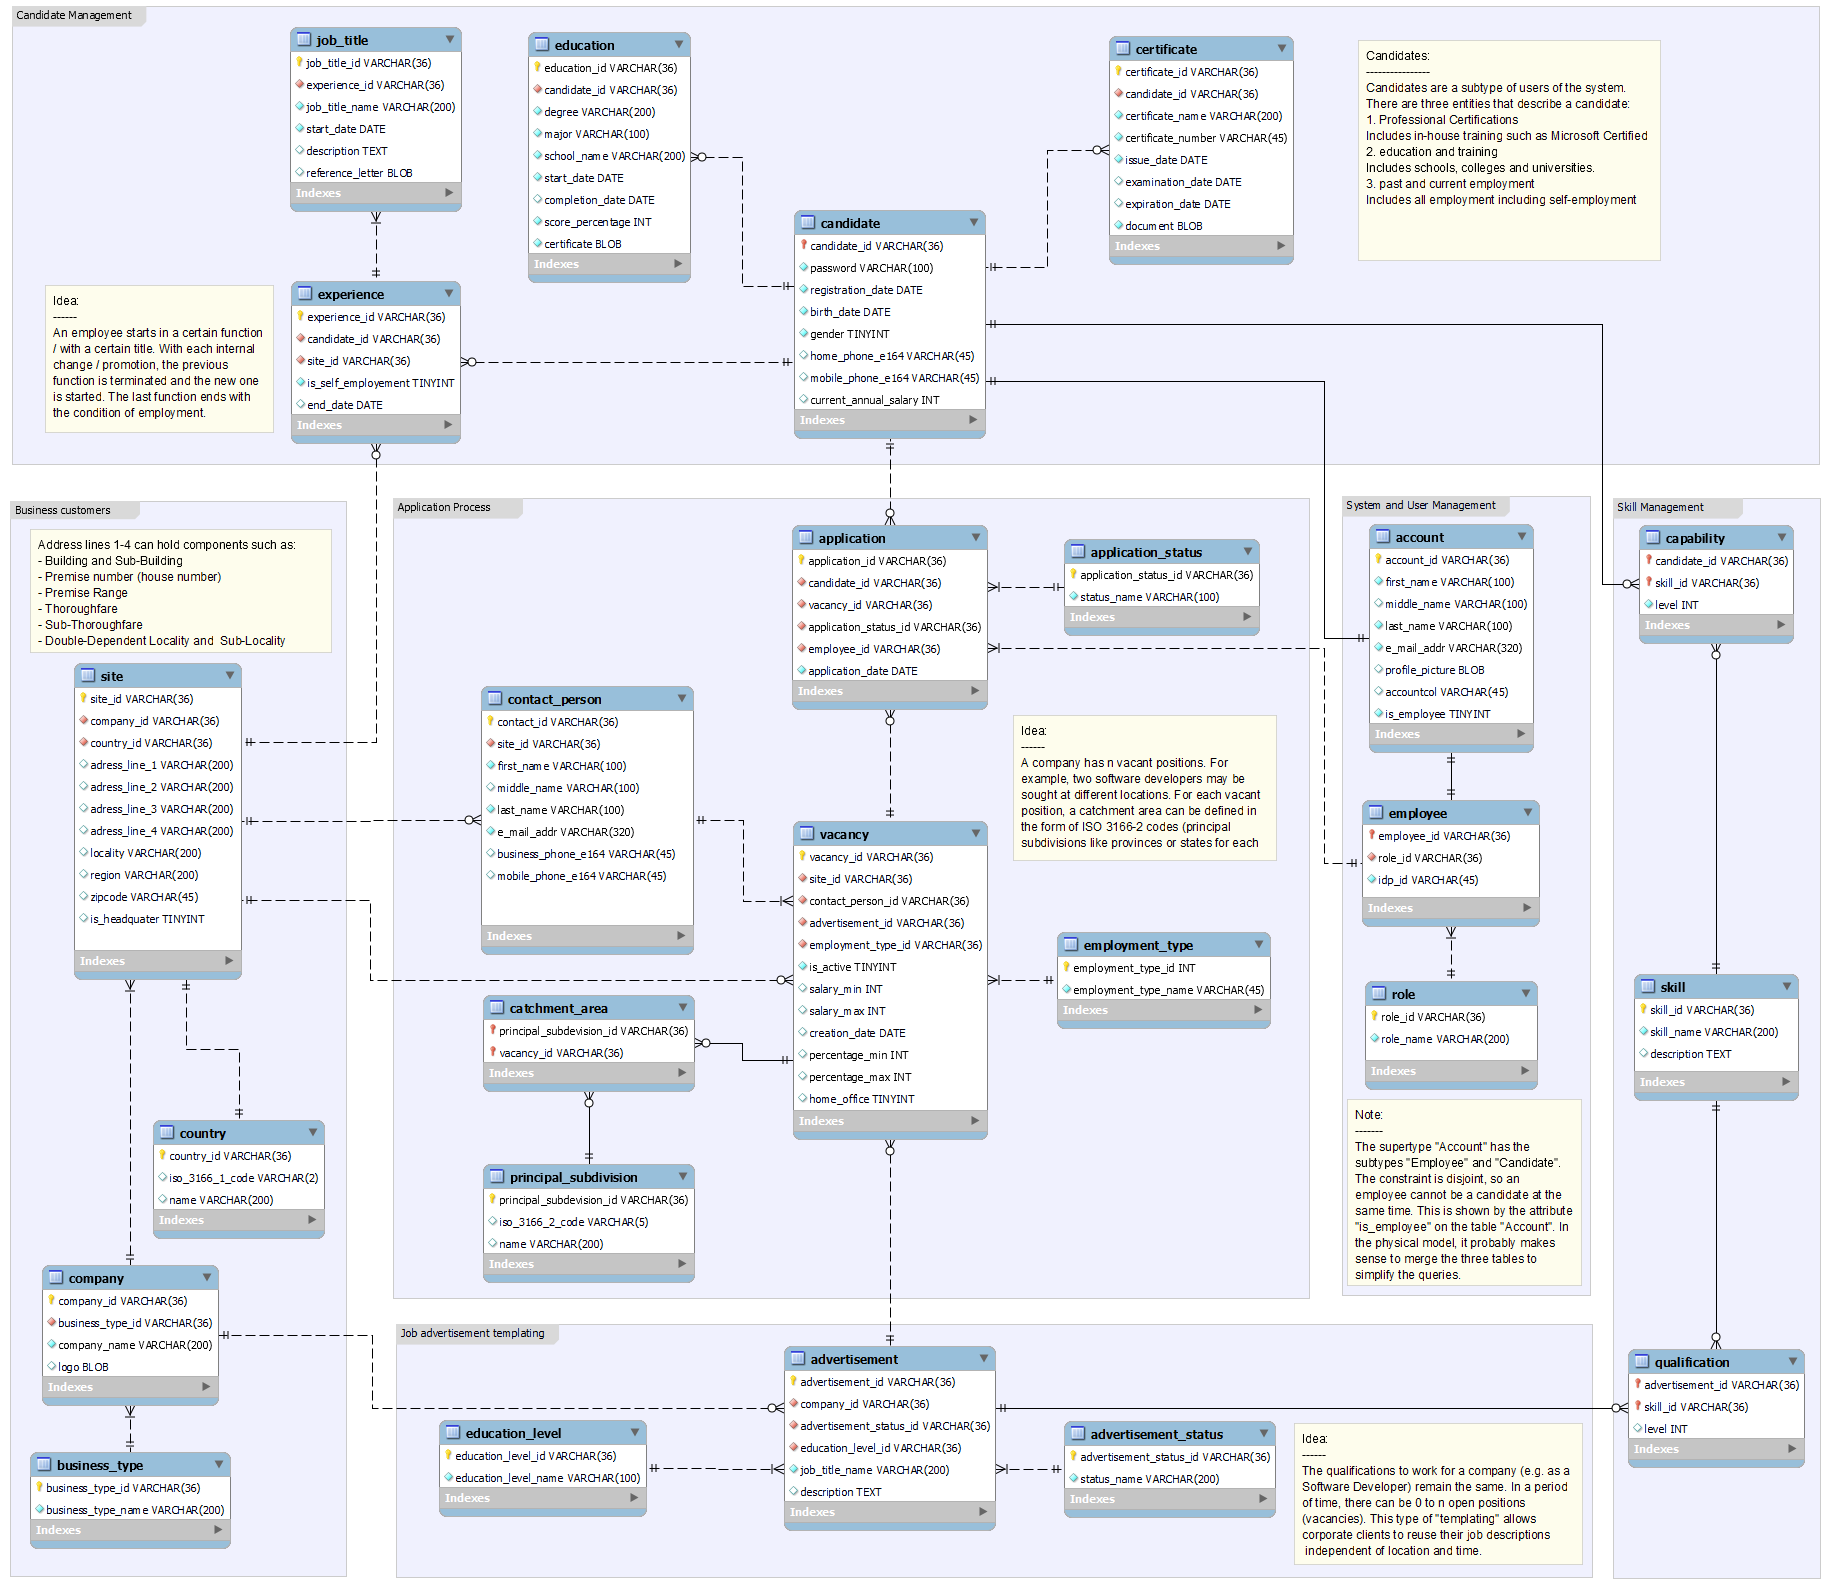 Candidate Management
job_title
job_title_id VARCHAR(36)
experience_id VARCHAR(36)
job_title_name VARCHAR(200)
start_date DATE
description TEXT
reference_letter BLOB
Indexes
education
education_id VARCHAR(36)
candidate_id VARCHAR(36)
degree VARCHAR(200)
major VARCHAR(100)
school_name VARCHAR(200)
start_date DATE
completion_date DATE
score_percentage INT
certificate BLOB
Indexes
certificate
certificate_id VARCHAR(36)
candidate_id VARCHAR(36)
certificate_name VARCHAR(200)
certificate_number VARCHAR(45)
issue_date DATE
examination_date DATE
expiration_date DATE
document BLOB
Indexes
Candidates:
----------------
Candidates are a subtype of users of the system.
There are three entities that describe a candidate:
1. Professional Certifications
Includes in-house training such as Microsoft Certified
2. education and training
Includes schools, colleges and universities.
3. past and current employment
Includes all employment including self-employment
candidate
candidate_id VARCHAR(36)
password VARCHAR(100)
registration_date DATE
birth_date DATE
gender TINYINT
home_phone_e164 VARCHAR(45)
mobile_phone_e164 VARCHAR(45)
current_annual_salary INT
Indexes
Idea:
------
An employee starts in a certain function
/ with a certain title. With each internal
change / promotion, the previous
function is terminated and the new one
is started. The last function ends with
the condition of employment.
experience
experience_id VARCHAR(36)
candidate_id VARCHAR(36)
site_id VARCHAR(36)
is_self_employement TINYINT
end_date DATE
Indexes
Business customers
Address lines 1-4 can hold components such as:
- Building and Sub-Building
- Premise number (house number)
- Premise Range
- Thoroughfare
- Sub-Thoroughfare
- Double-Dependent Locality and  Sub-Locality
site
site_id VARCHAR(36)
company_id VARCHAR(36)
country_id VARCHAR(36)
adress_line_1 VARCHAR(200)
adress_line_2 VARCHAR(200)
adress_line_3 VARCHAR(200)
adress_line_4 VARCHAR(200)
locality VARCHAR(200)
region VARCHAR(200)
zipcode VARCHAR(45)
is_headquater TINYINT
Indexes
country
country_id VARCHAR(36)
iso_3166_1_code VARCHAR(2)
name VARCHAR(200)
Indexes
company
company_id VARCHAR(36)
business_type_id VARCHAR(36)
company_name VARCHAR(200)
logo BLOB
Indexes
business_type
business_type_id VARCHAR(36)
business_type_name VARCHAR(200)
Indexes
Application Process
application
application_id VARCHAR(36)
candidate_id VARCHAR(36)
vacancy_id VARCHAR(36)
application_status_id VARCHAR(36)
employee_id VARCHAR(36)
application_date DATE
Indexes
application_status
application_status_id VARCHAR(36)
status_name VARCHAR(100)
Indexes
contact_person
contact_id VARCHAR(36)
site_id VARCHAR(36)
first_name VARCHAR(100)
middle_name VARCHAR(100)
last_name VARCHAR(100)
e_mail_addr VARCHAR(320)
business_phone_e164 VARCHAR(45)
mobile_phone_e164 VARCHAR(45)
Indexes
Idea:
------
A company has n vacant positions. For
example, two software developers may be
sought at different locations. For each vacant
position, a catchment area can be defined in
the form of ISO 3166-2 codes (principal
subdivisions like provinces or states for each
vacancy
vacancy_id VARCHAR(36)
site_id VARCHAR(36)
contact_person_id VARCHAR(36)
advertisement_id VARCHAR(36)
employment_type_id VARCHAR(36)
is_active TINYINT
salary_min INT
salary_max INT
creation_date DATE
percentage_min INT
percentage_max INT
home_office TINYINT
Indexes
employment_type
employment_type_id INT
employment_type_name VARCHAR(45)
Indexes
catchment_area
principal_subdevision_id VARCHAR(36)
vacancy_id VARCHAR(36)
Indexes
principal_subdivision
principal_subdevision_id VARCHAR(36)
iso_3166_2_code VARCHAR(5)
name VARCHAR(200)
Indexes
System and User Management
account
account_id VARCHAR(36)
first_name VARCHAR(100)
middle_name VARCHAR(100)
last_name VARCHAR(100)
e_mail_addr VARCHAR(320)
profile_picture BLOB
accountcol VARCHAR(45)
is_employee TINYINT
Indexes
employee
employee_id VARCHAR(36)
role_id VARCHAR(36)
idp_id VARCHAR(45)
Indexes
role
role_id VARCHAR(36)
role_name VARCHAR(200)
Indexes
Note:
-------
The supertype "Account" has the
subtypes "Employee" and "Candidate".
The constraint is disjoint, so an
employee cannot be a candidate at the
same time. This is shown by the attribute
"is_employee" on the table "Account". In
the physical model, it probably makes
sense to merge the three tables to
simplify the queries.
Skill Management
capability
candidate_id VARCHAR(36)
skill_id VARCHAR(36)
level INT
Indexes
skill
skill_id VARCHAR(36)
skill_name VARCHAR(200)
description TEXT
Indexes
qualification
advertisement_id VARCHAR(36)
skill_id VARCHAR(36)
level INT
Indexes
Job advertisement templating
advertisement
advertisement_id VARCHAR(36)
company_id VARCHAR(36)
advertisement_status_id VARCHAR(36)
education_level_id VARCHAR(36)
job_title_name VARCHAR(200)
description TEXT
Indexes
education_level
education_level_id VARCHAR(36)
education_level_name VARCHAR(100)
Indexes
advertisement_status
advertisement_status_id VARCHAR(36)
status_name VARCHAR(200)
Indexes
Idea:
------
The qualifications to work for a company (e.g. as a
Software Developer) remain the same. In a period
of time, there can be 0 to n open positions
(vacancies). This type of "templating" allows
corporate clients to reuse their job descriptions
independent of location and time.